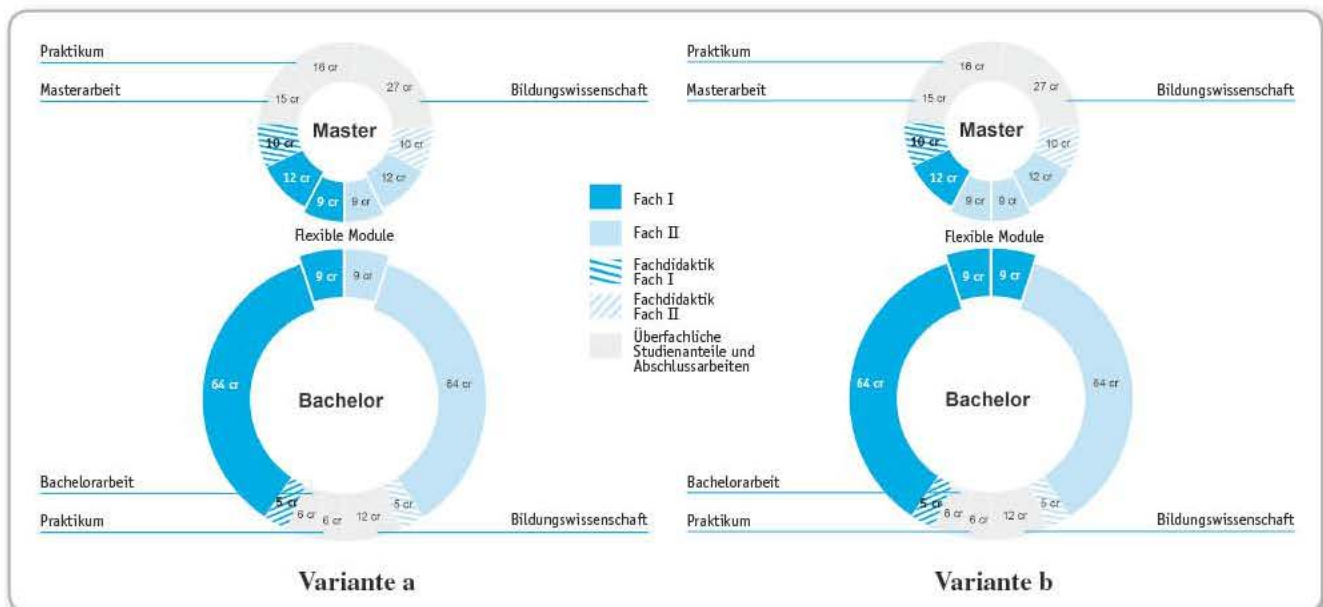 Praktikum
16 cr
27 cr
Masterarbeit
15 cr
Bildungswissenschaft
Master
10 cr
10 cr
12 cr
12 cr
9 cr
9 cr
Flexible Module
9 cr
9 cr
64 cr
64 cr
Bachelor
Bachelorarbeit
5 cr
5 cr
6 cr
6 cr
12 cr
Praktikum
Bildungswissenschaft
Variante a
Fach I
Fach II
Fachdidaktik
Fach I
Fachdidaktik
Fach II
Überfachliche
Studienanteile und
Abschlussarbeiten
Praktikum
16 cr
27 cr
Masterarbeit
15 cr
Bildungswissenschaft
Master
10 cr
10 cr
12 cr
12 cr
9 cr
9 cr
Flexible Module
9 cr
9 cr
64 cr
64 cr
Bachelor
Bachelorarbeit
5 cr
5 cr
6 cr
6 cr
12 cr
Praktikum
Bildungswissenschaft
Variante b